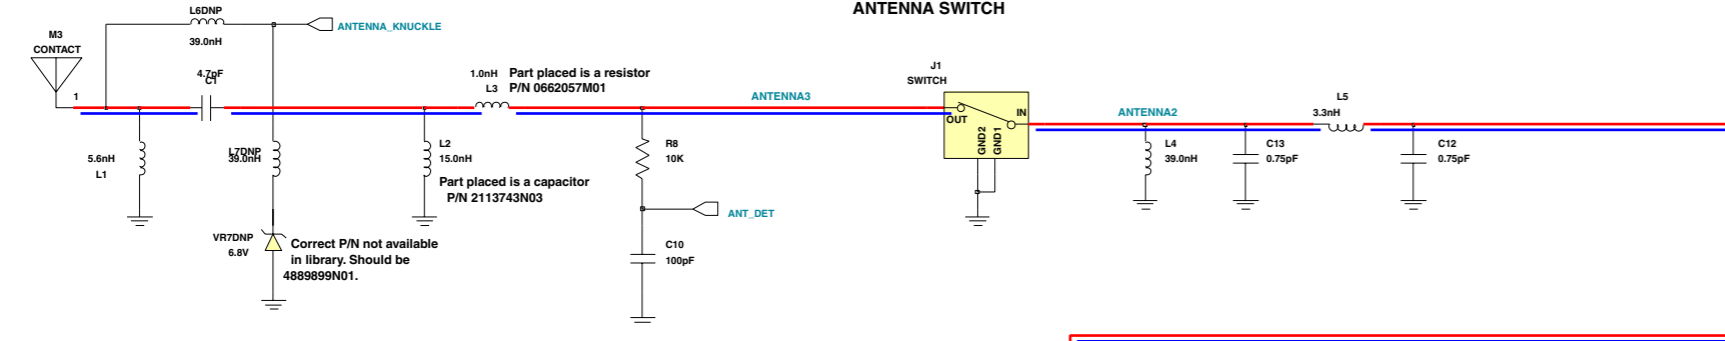 ANTENNA SWITCH
L6DNP
39.0nH
ANTENNA_KNUCKLE
M3
CONTACT
1
4.7pF
C1
1.0nH
L3
Part placed is a resistor
P/N 0662057M01
ANTENNA3
J1
SWITCH
OUT
IN
GND2
GND1
ANTENNA2
L5
3.3nH
5.6nH
L1
L7DNP
39.0nH
L2
15.0nH
Part placed is a capacitor
P/N 2113743N03
R8
10K
ANT_DET
C10
100pF
L4
39.0nH
C13
0.75pF
C12
0.75pF
VR7DNP
6.8V
Correct P/N not available
in library. Should be
4889899N01.